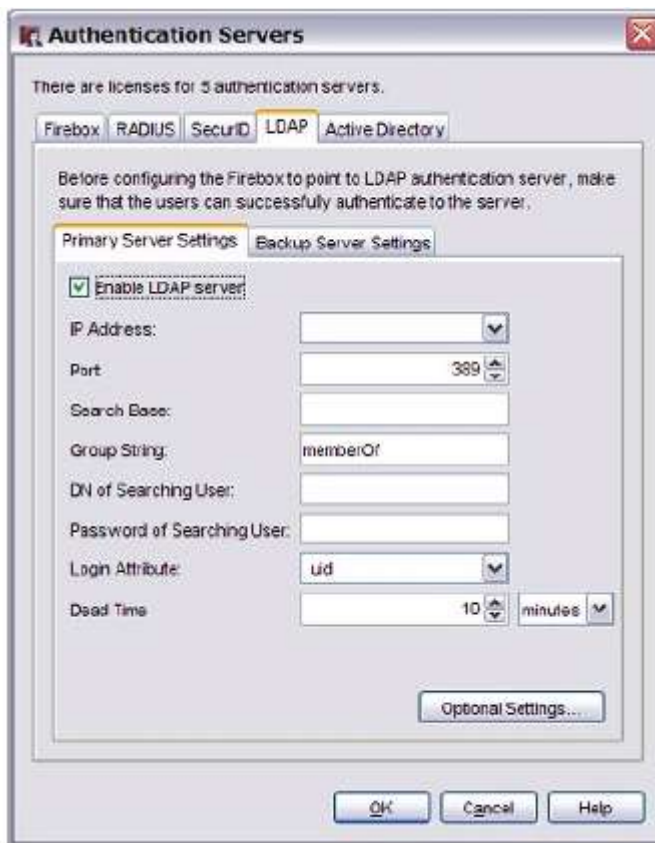 Authentication Servers
There are licenses for 5 authentication servers.
Firebox RADIUS SecurID LDAP Active Directory
Before configuring the Firebox to point to LDAP authentication server, make
sure that the users can successfully authenticate to the server.
Primary Server Settings Backup Server Settings
Enable LDAP server
IP Address:
Port 389
Search Base:
Group String: memberOf
DN of Searching User:
Password of Searching User:
Login Attribute: uid
Dead Time 10 minutes
Optional Settings...
OK Cancel Help